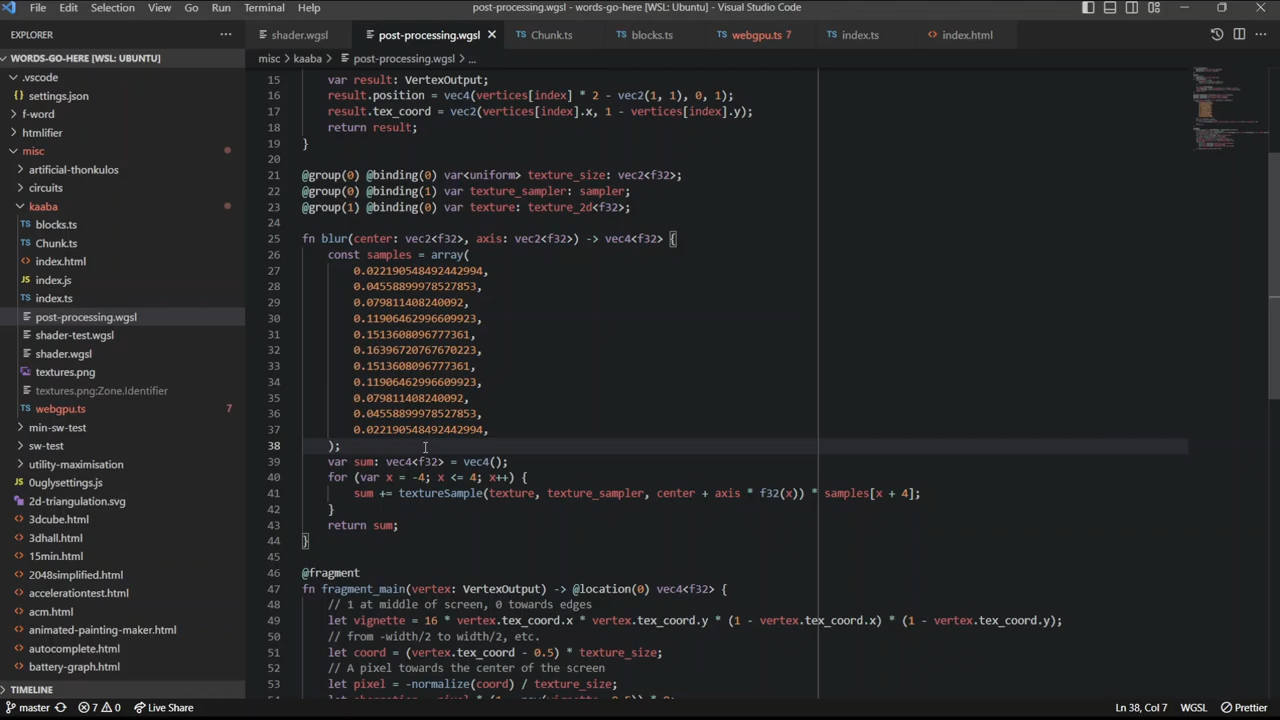 File Edit Selection View Go Run Terminal Help
post-processing.wgsl - words-go-here [WSL: Ubuntu] - Visual Studio Code
EXPLORER
WORDS-GO-HERE [WSL: UBUNTU]
.vscode
settings.json
f-word
htmlifier
misc
artificial-thonkulos
circuits
kaaba
TS blocks.ts
TS Chunk.ts
index.html
JS index.js
TS index.ts
post-processing.wgsl
shader-test.wgsl
shader.wgsl
textures.png
textures.png:Zone.Identifier
TS webgpu.ts 7
min-sw-test
sw-test
utility-maximisation
0uglysettings.js
2d-triangulation.svg
3dcube.html
3dhall.html
15min.html
2048simplified.html
accelerationtest.html
acm.html
animated-painting-maker.html
autocomplete.html
battery-graph.html
TIMELINE
shader.wgsl
post-processing.wgsl
TS Chunk.ts
TS blocks.ts
TS webgpu.ts 7
TS index.ts
index.html
misc > kaaba > post-processing.wgsl > ...
15 var result: VertexOutput;
16 result.position = vec4(vertices[index] * 2 - vec2(1, 1), 0, 1);
17 result.tex_coord = vec2(vertices[index].x, 1 - vertices[index].y);
18 return result;
19 }
20
21 @group(0) @binding(0) var<uniform> texture_size: vec2<f32>;
22 @group(0) @binding(1) var texture_sampler: sampler;
23 @group(1) @binding(0) var texture: texture_2d<f32>;
24
25 fn blur(center: vec2<f32>, axis: vec2<f32>) -> vec4<f32> {
26 const samples = array(
27 0.022190548492442994,
28 0.04558899978527853,
29 0.079811408240092,
30 0.11906462996609923,
31 0.1513608096777361,
32 0.16396720767670223,
33 0.1513608096777361,
34 0.11906462996609923,
35 0.079811408240092,
36 0.04558899978527853,
37 0.022190548492442994,
38 );
39 var sum: vec4<f32> = vec4();
40 for (var x = -4; x <= 4; x++) {
41 sum += textureSample(texture, texture_sampler, center + axis * f32(x)) * samples[x + 4];
42 }
43 return sum;
44 }
45
46 @fragment
47 fn fragment_main(vertex: VertexOutput) -> @location(0) vec4<f32> {
48 // 1 at middle of screen, 0 towards edges
49 let vignette = 16 * vertex.tex_coord.x * vertex.tex_coord.y * (1 - vertex.tex_coord.x) * (1 - vertex.tex_coord.y);
50 // from -width/2 to width/2, etc.
51 let coord = (vertex.tex_coord - 0.5) * texture_size;
52 // A pixel towards the center of the screen
53 let pixel = -normalize(coord) / texture_size;
master 7 0 Live Share
Ln 38, Col 7 WGSL Prettier